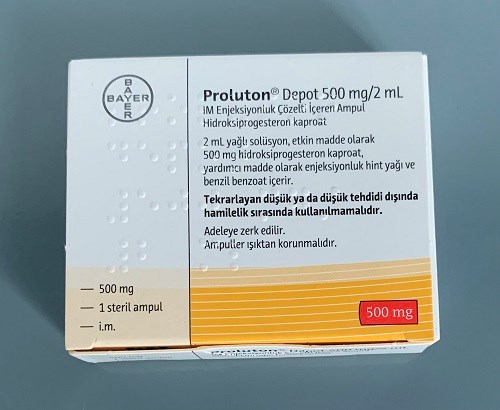 BAYER
BAYER
Proluton® Depot 500 mg/2 mL
IM Enjeksiyonluk Çözelti İçeren Ampul
Hidroksiprogesteron kaproat
2 mL yağlı solüsyon, etkin madde olarak
500 mg hidroksiprogesteron kaproat,
yardımcı madde olarak enjeksiyonluk hint yağı ve
benzil benzoat içerir.
Tekrarlayan düşük ya da düşük tehdidi dışında
hamilelik sırasında kullanılmamalıdır.
Adeleye zerk edilir.
Ampuller ışıktan korunmalıdır.
— 500 mg
— 1 steril ampul
— i.m.
500 mg
Proluton® Depot